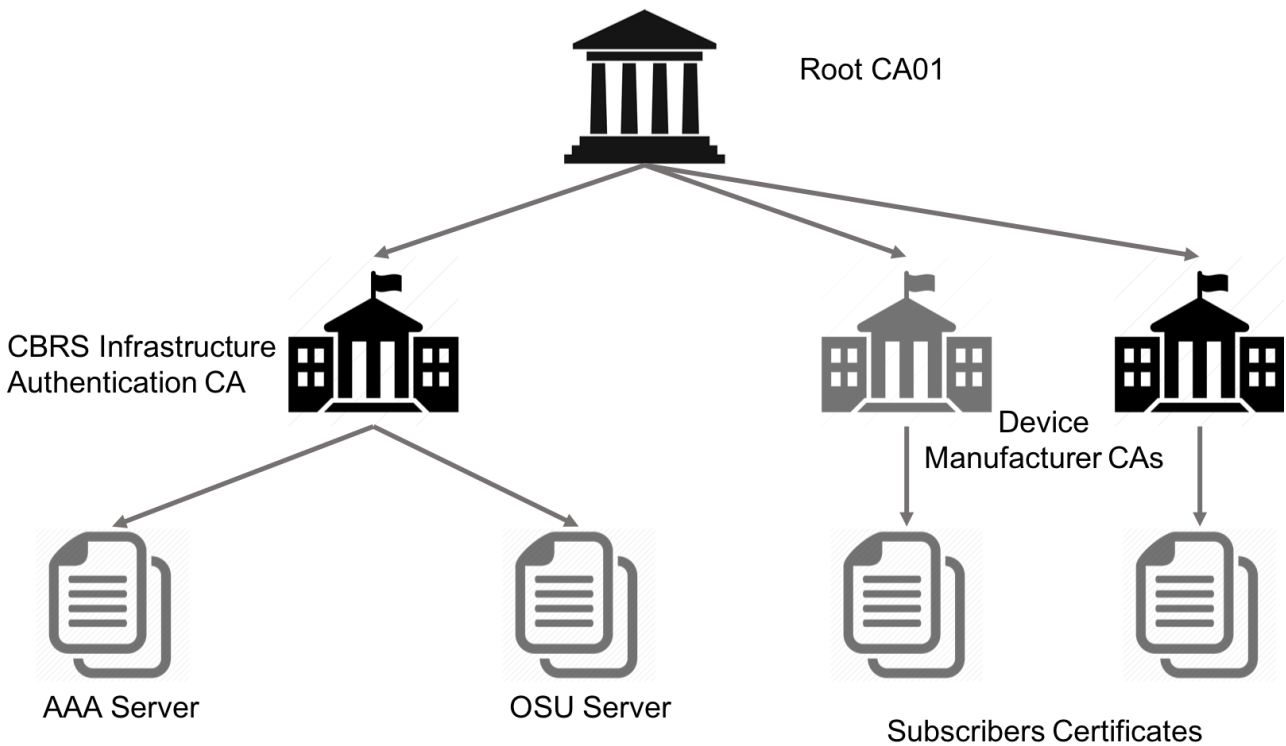 Root CA01
CBRS Infrastructure
Authentication CA
Device
Manufacturer CAs
AAA Server
OSU Server
Subscribers Certificates